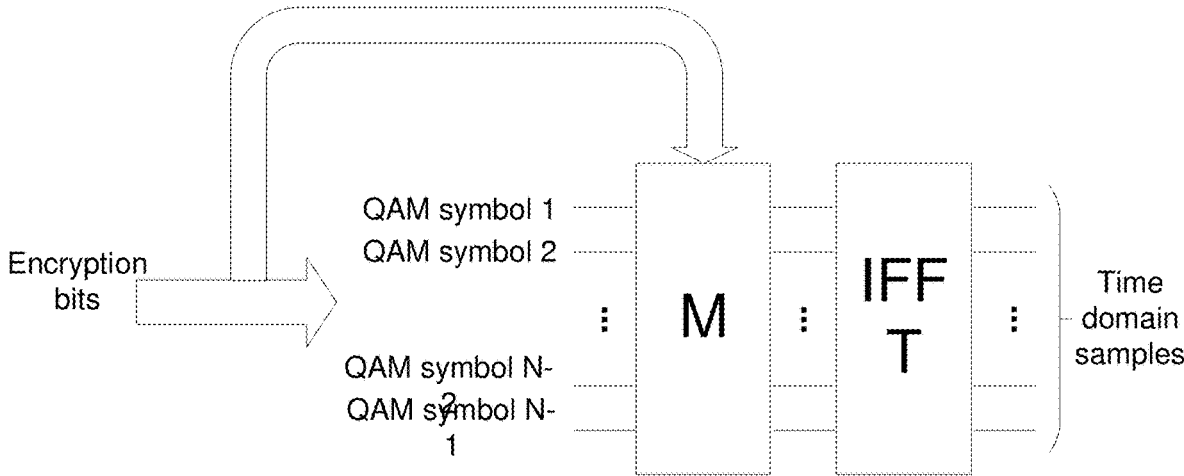 QAM symbol 1
QAM symbol 2
Encryption
bits
⋮
M
⋮
IFF
T
⋮
Time
domain
samples
QAM symbol N-
2
QAM symbol N-
1